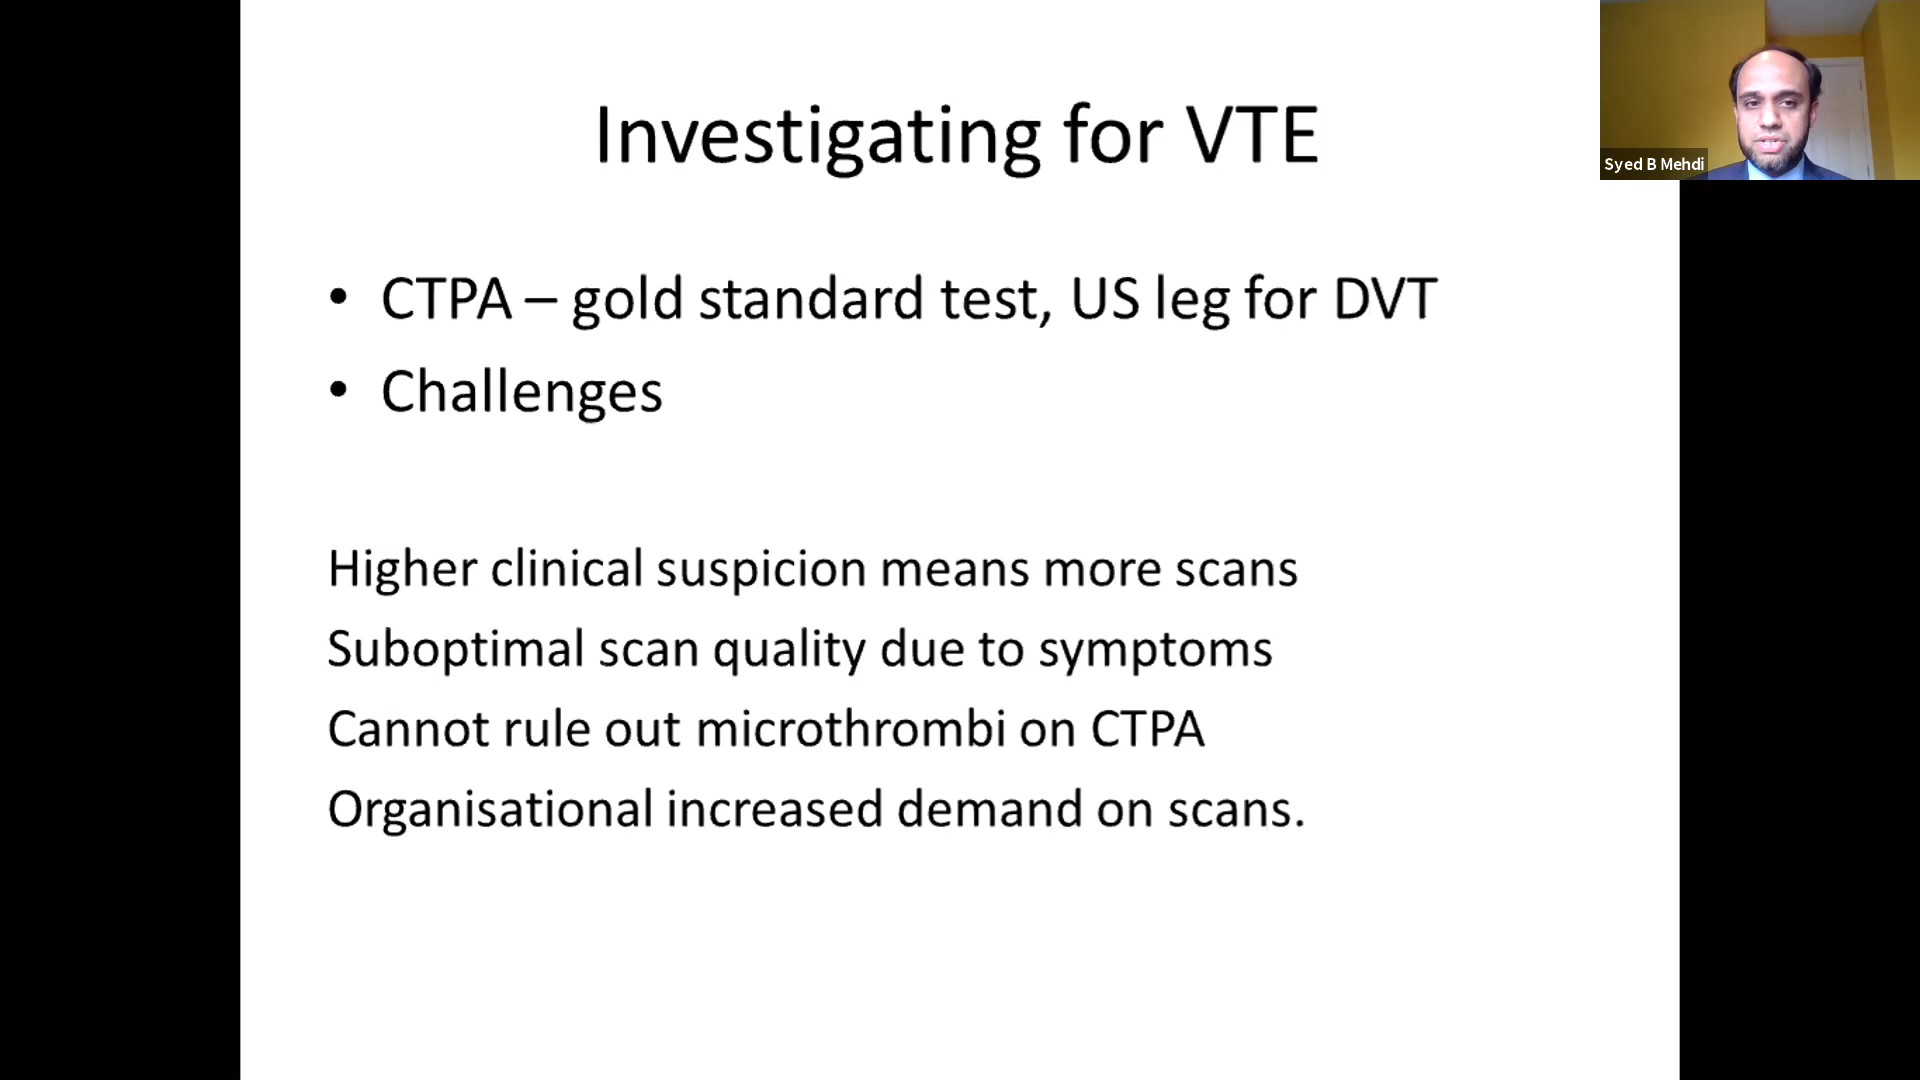 Investigating for VTE
Syed B Mehdi
• CTPA – gold standard test, US leg for DVT
• Challenges
Higher clinical suspicion means more scans
Suboptimal scan quality due to symptoms
Cannot rule out microthrombi on CTPA
Organisational increased demand on scans.